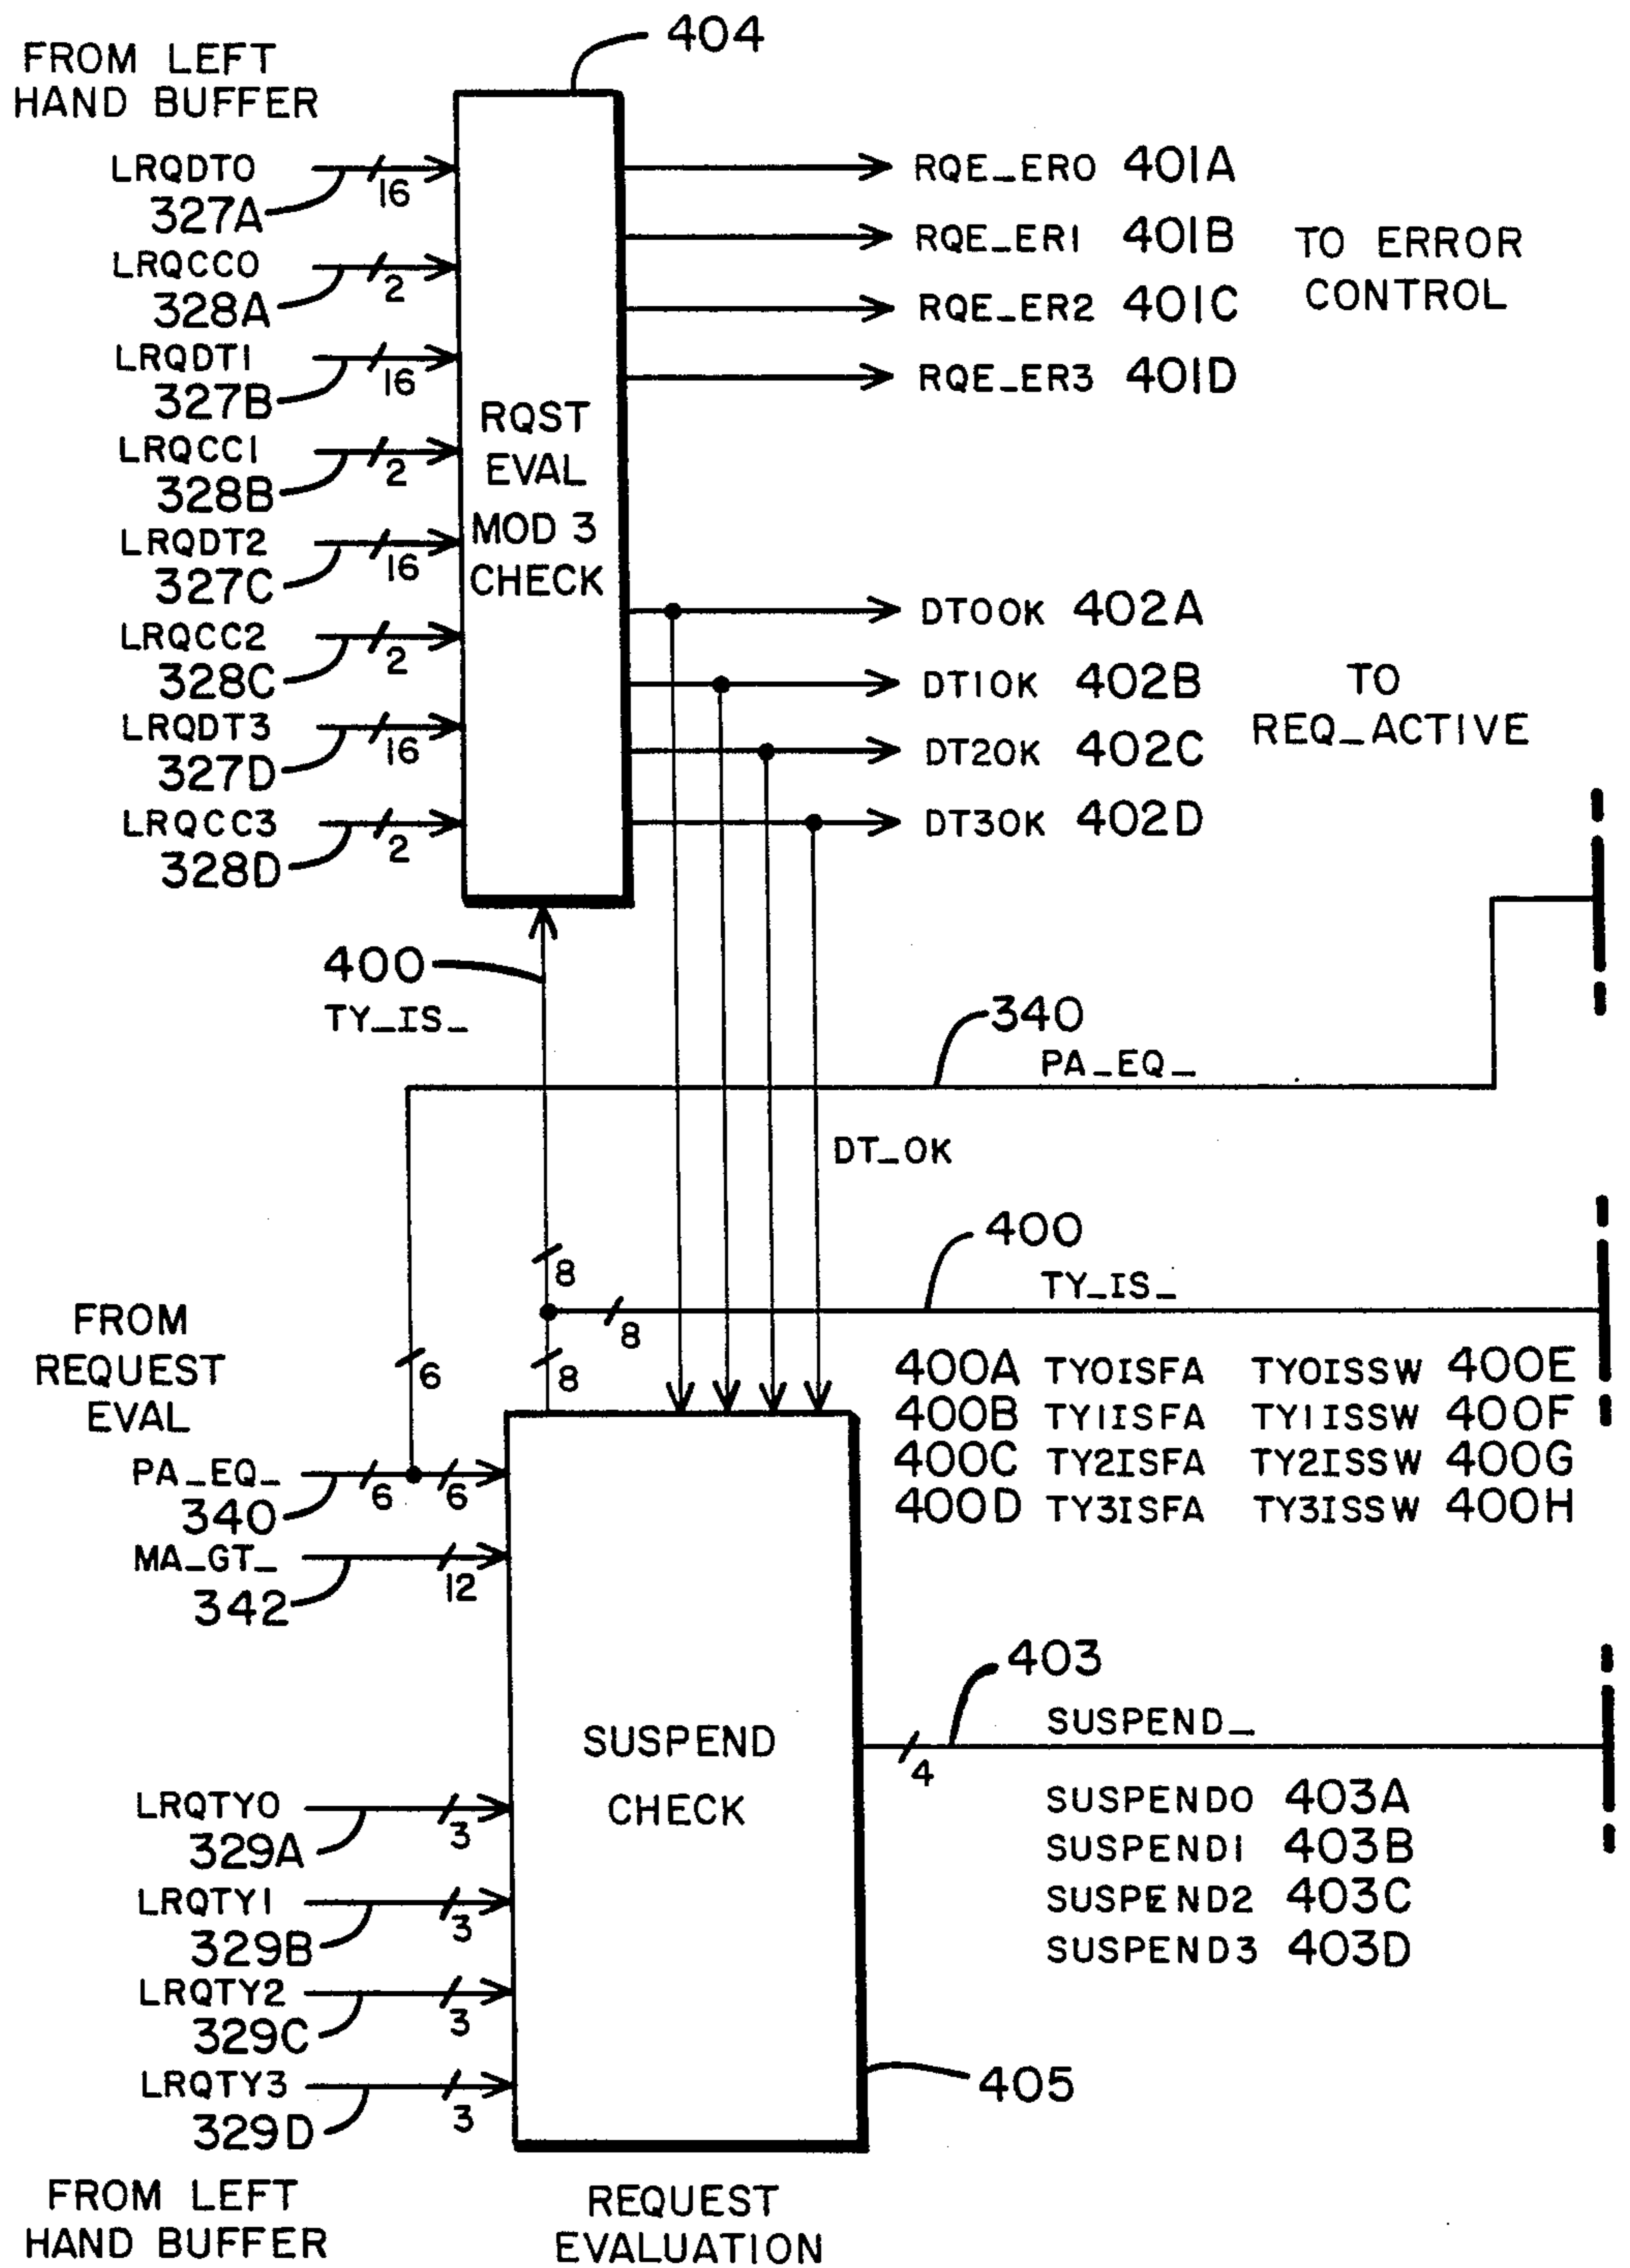 404
FROM LEFT
HAND BUFFER
LRQDT0
16
327A
LRQCC0
2
328A
LRQDT1
16
327B
LRQCC1
2
328B
LRQDT2
16
327C
LRQCC2
2
328C
LRQDT3
16
327D
LRQCC3
2
328D
RQST
EVAL
MOD 3
CHECK
RQE_ER0 401A
RQE_ER1 401B
RQE_ER2 401C
RQE_ER3 401D
TO ERROR
CONTROL
DT0OK 402A
DT1OK 402B
DT2OK 402C
DT3OK 402D
TO
REQ_ACTIVE
400
TY_IS_
340
PA_EQ_
DT_OK
8
400
TY_IS_
8
8
6
400A TY0ISFA TY0ISSW 400E
400B TY1ISFA TY1ISSW 400F
400C TY2ISFA TY2ISSW 400G
400D TY3ISFA TY3ISSW 400H
FROM
REQUEST
EVAL
PA_EQ_
6 6
340
MA_GT_
12
342
SUSPEND
CHECK
403
SUSPEND_
4
SUSPEND0 403A
SUSPEND1 403B
SUSPEND2 403C
SUSPEND3 403D
LRQTY0
3
329A
LRQTY1
3
329B
LRQTY2
3
329C
LRQTY3
3
329D
405
FROM LEFT
HAND BUFFER
REQUEST
EVALUATION